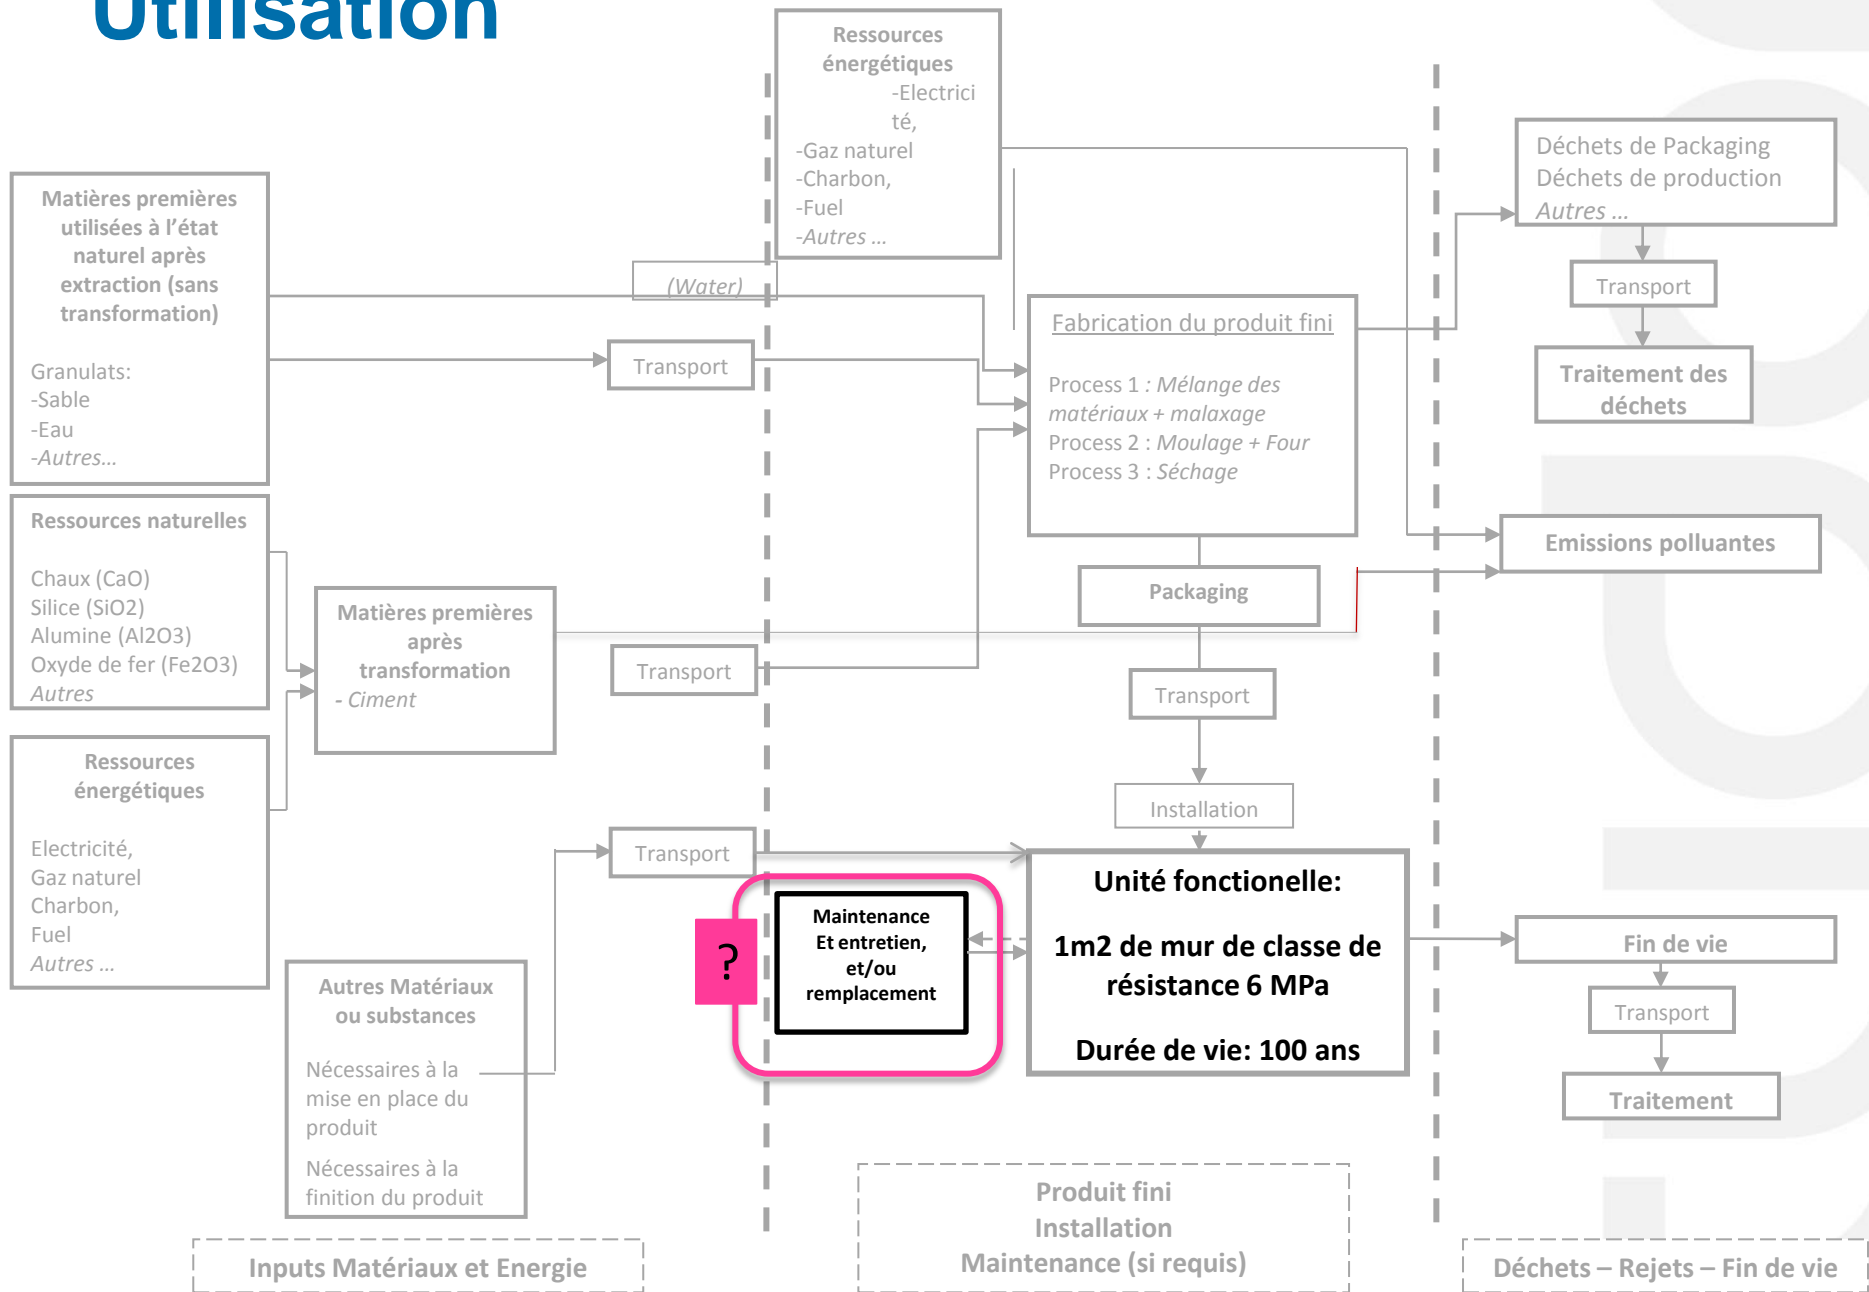 Utilisation
Ressources
énergétiques
-Electrici
té,
-Gaz naturel
-Charbon,
-Fuel
-Autres ...
Matières premières
utilisées à l’état
naturel après
extraction (sans
transformation)
Granulats:
-Sable
-Eau
-Autres...
(Water)
Transport
Fabrication du produit fini
Process 1 : Mélange des
matériaux + malaxage
Process 2 : Moulage + Four
Process 3 : Séchage
Déchets de Packaging
Déchets de production
Autres ...
Transport
Traitement des
déchets
Ressources naturelles
Chaux (CaO)
Silice (SiO2)
Alumine (Al2O3)
Oxyde de fer (Fe2O3)
Autres
Matières premières
après
transformation
- Ciment
Transport
Packaging
Transport
Installation
Emissions polluantes
Ressources
énergétiques
Electricité,
Gaz naturel
Charbon,
Fuel
Autres ...
Transport
Autres Matériaux
ou substances
Nécessaires à la
mise en place du
produit
Nécessaires à la
finition du produit
?
Maintenance
Et entretien,
et/ou
remplacement
Unité fonctionelle:
1m2 de mur de classe de
résistance 6 MPa
Durée de vie: 100 ans
Fin de vie
Transport
Traitement
Inputs Matériaux et Energie
Produit fini
Installation
Maintenance (si requis)
Déchets – Rejets – Fin de vie